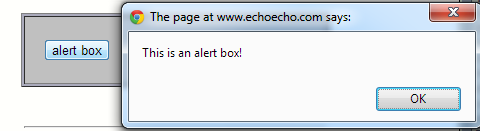 The page at www.echoecho.com says:
alert box
This is an alert box!
OK